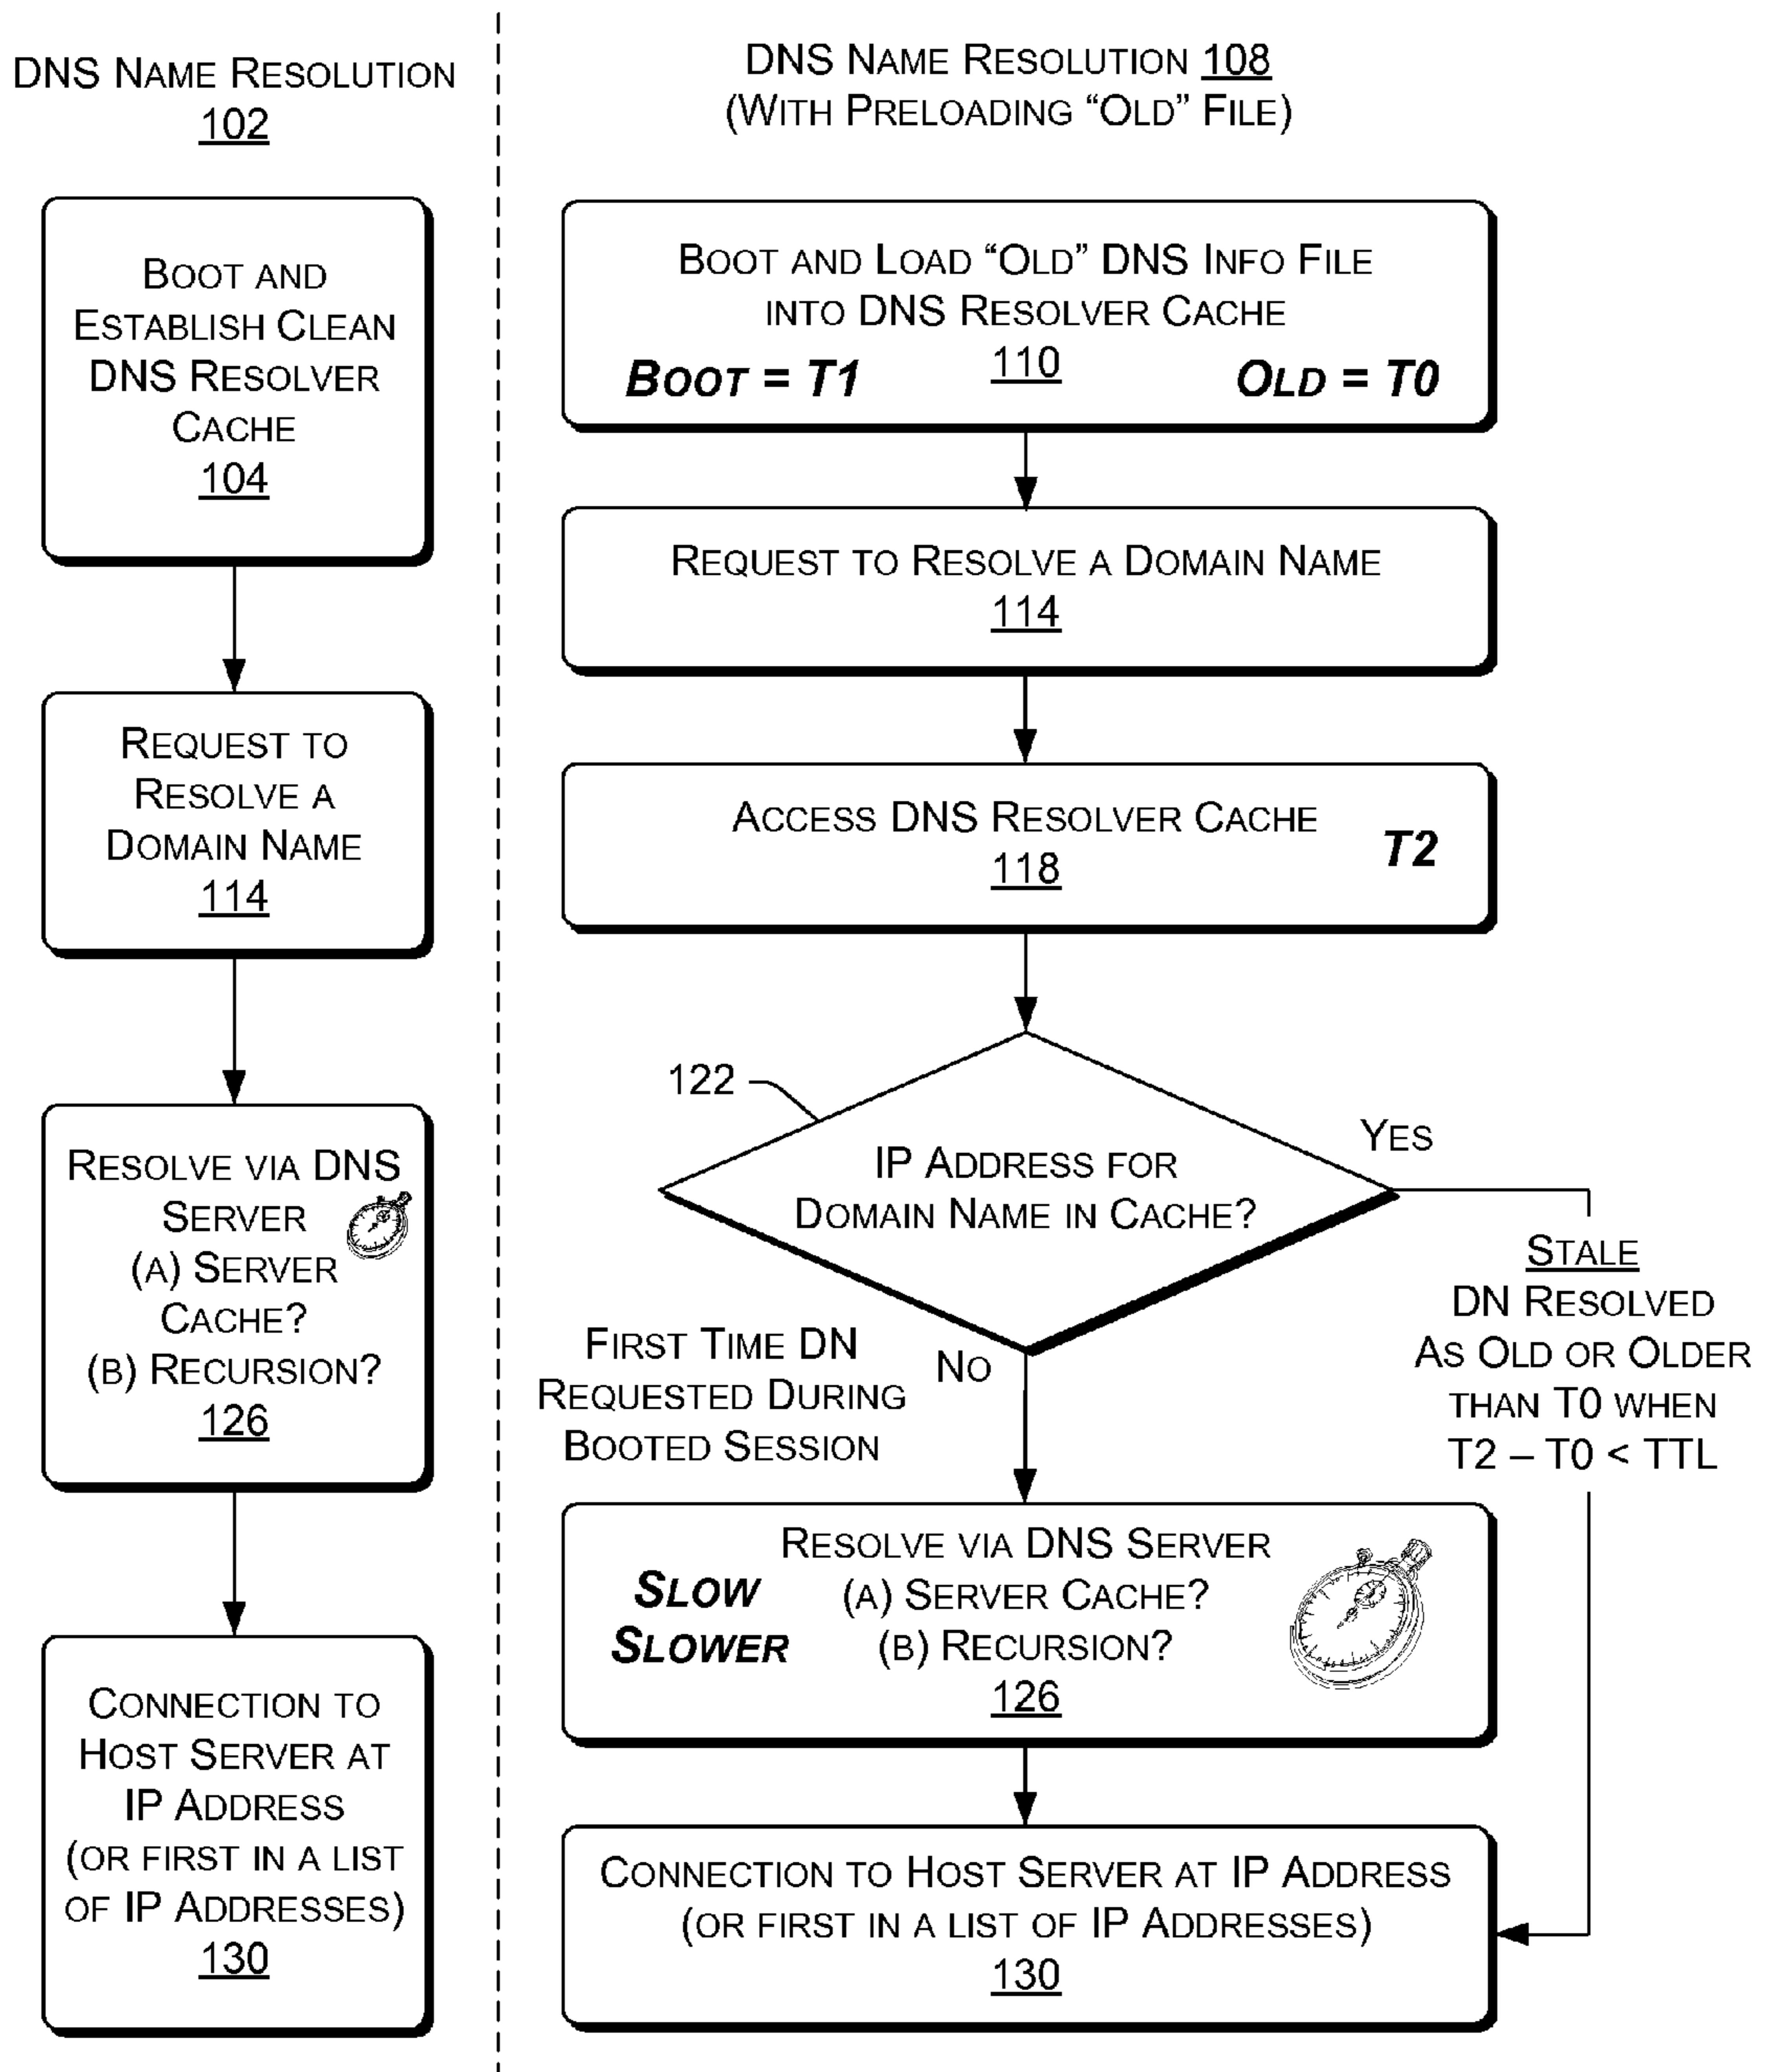 DNS NAME RESOLUTION
102
BOOT AND
ESTABLISH CLEAN
DNS RESOLVER
CACHE
104
REQUEST TO
RESOLVE A
DOMAIN NAME
114
RESOLVE VIA DNS
SERVER
(A) SERVER
CACHE?
(B) RECURSION?
126
CONNECTION TO
HOST SERVER AT
IP ADDRESS
(OR FIRST IN A LIST
OF IP ADDRESSES)
130
DNS NAME RESOLUTION 108
(WITH PRELOADING “OLD” FILE)
BOOT AND LOAD “OLD” DNS INFO FILE
INTO DNS RESOLVER CACHE
110
BOOT = T1
OLD = T0
REQUEST TO RESOLVE A DOMAIN NAME
114
ACCESS DNS RESOLVER CACHE
118
T2
122
IP ADDRESS FOR
DOMAIN NAME IN CACHE?
YES
STALE
DN RESOLVED
AS OLD OR OLDER
THAN T0 WHEN
T2 – T0 < TTL
NO
FIRST TIME DN
REQUESTED DURING
BOOTED SESSION
RESOLVE VIA DNS SERVER
SLOW (A) SERVER CACHE?
SLOWER (B) RECURSION?
126
CONNECTION TO HOST SERVER AT IP ADDRESS
(OR FIRST IN A LIST OF IP ADDRESSES)
130